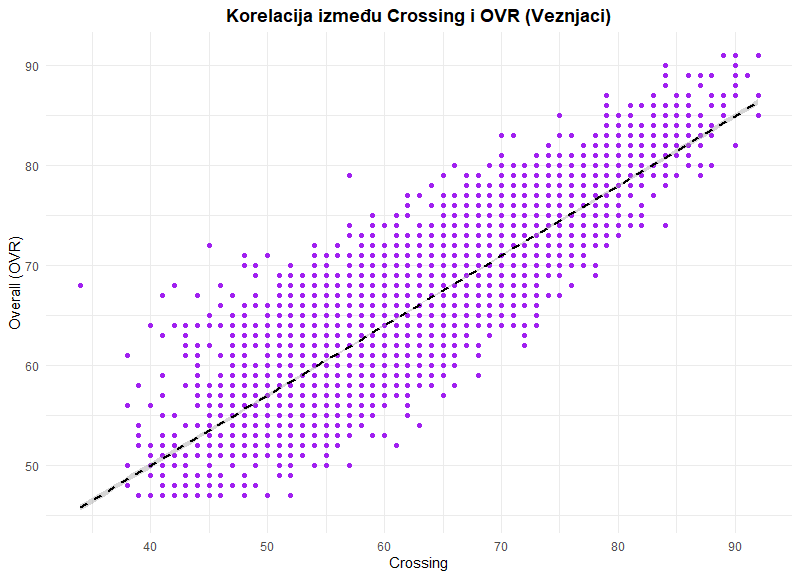 Korelacija između Crossing i OVR (Veznjaci)
Overall (OVR)
90
80
70
60
50
40 50 60 70 80 90
Crossing